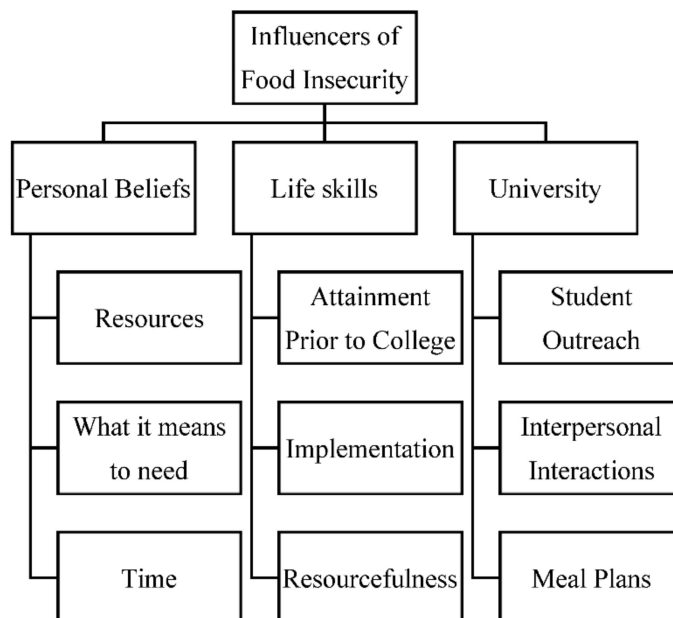 Influencers of
Food Insecurity
Personal Beliefs
Life skills
University
Resources
Attainment
Prior to College
Student
Outreach
What it means
to need
Implementation
Interpersonal
Interactions
Time
Resourcefulness
Meal Plans